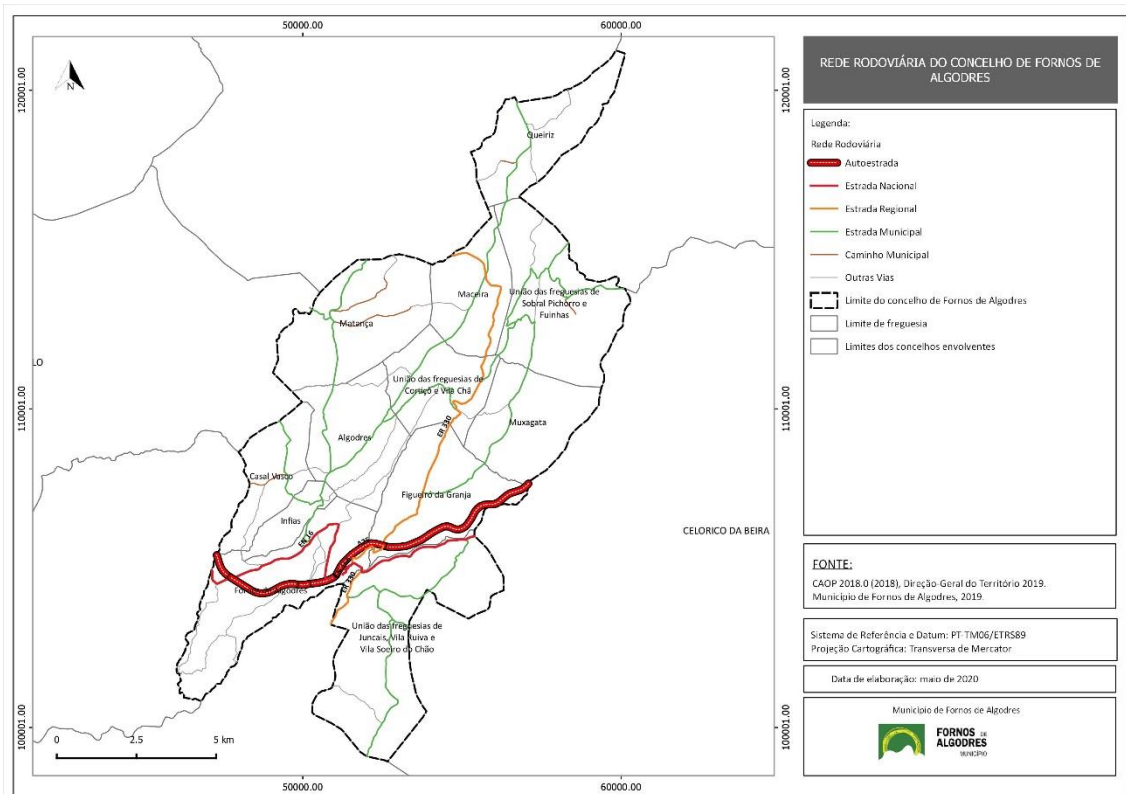 50000.00
60000.00
120001.00
120001.00
N
Queiriz
Maceira
União das freguesias de
Sobral Pichorro e
Fuinhas
Matança
LO
União das freguesias de
Cortiçô e Vila Chã
110001.00
110001.00
ER 330
Muxagata
Algodres
Casal Vasco
Figueiró da Granja
Infias
EN 16
CELORICO DA BEIRA
ER 330
União das freguesias de
Juncais, Vila Ruiva e
Vila Soeiro do Chão
100001.00
100001.00
0 2.5 5 km
50000.00
60000.00
REDE RODOVIÁRIA DO CONCELHO DE FORNOS DE
ALGODRES
Legenda:
Rede Rodoviária
Autoestrada
Estrada Nacional
Estrada Regional
Estrada Municipal
Caminho Municipal
Outras Vias
Limite do concelho de Fornos de Algodres
Limite de freguesia
Limites dos concelhos envolventes
FONTE:
CAOP 2018.0 (2018), Direção-Geral do Território 2019.
Município de Fornos de Algodres, 2019.
Sistema de Referência e Datum: PT-TM06/ETRS89
Projeção Cartográfica: Transversa de Mercator
Data de elaboração: maio de 2020
Município de Fornos de Algodres
FORNOS DE
ALGODRES
MUNICÍPIO